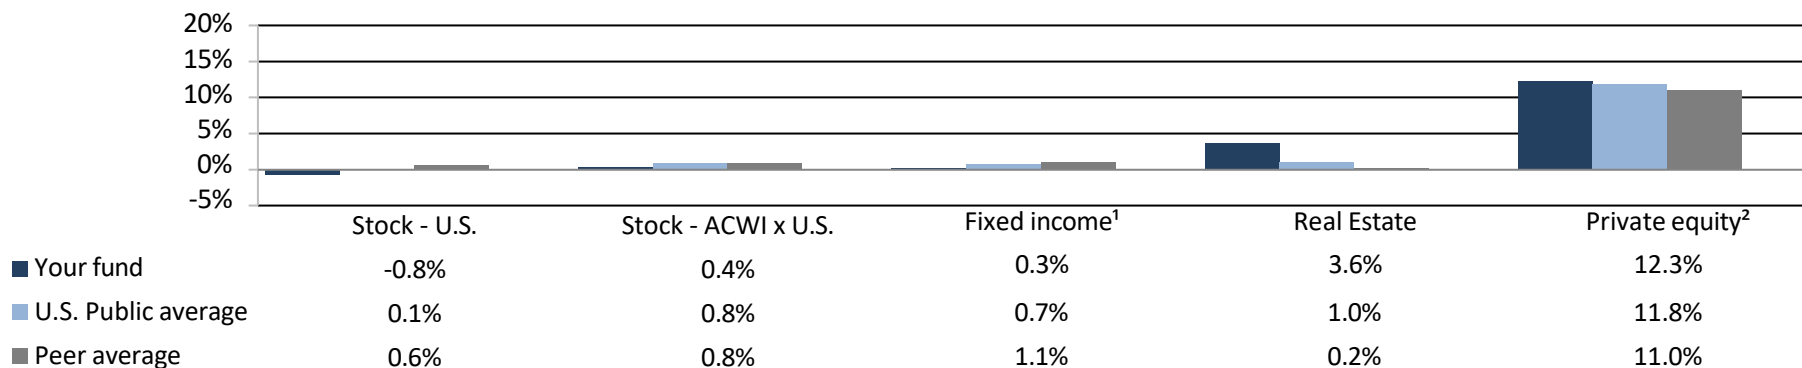 20%
15%
10%
5%
0%
-5%
Stock - U.S. Stock - ACWI x U.S. Fixed income¹ Real Estate Private equity²
Your fund -0.8% 0.4% 0.3% 3.6% 12.3%
U.S. Public average 0.1% 0.8% 0.7% 1.0% 11.8%
Peer average 0.6% 0.8% 1.1% 0.2% 11.0%